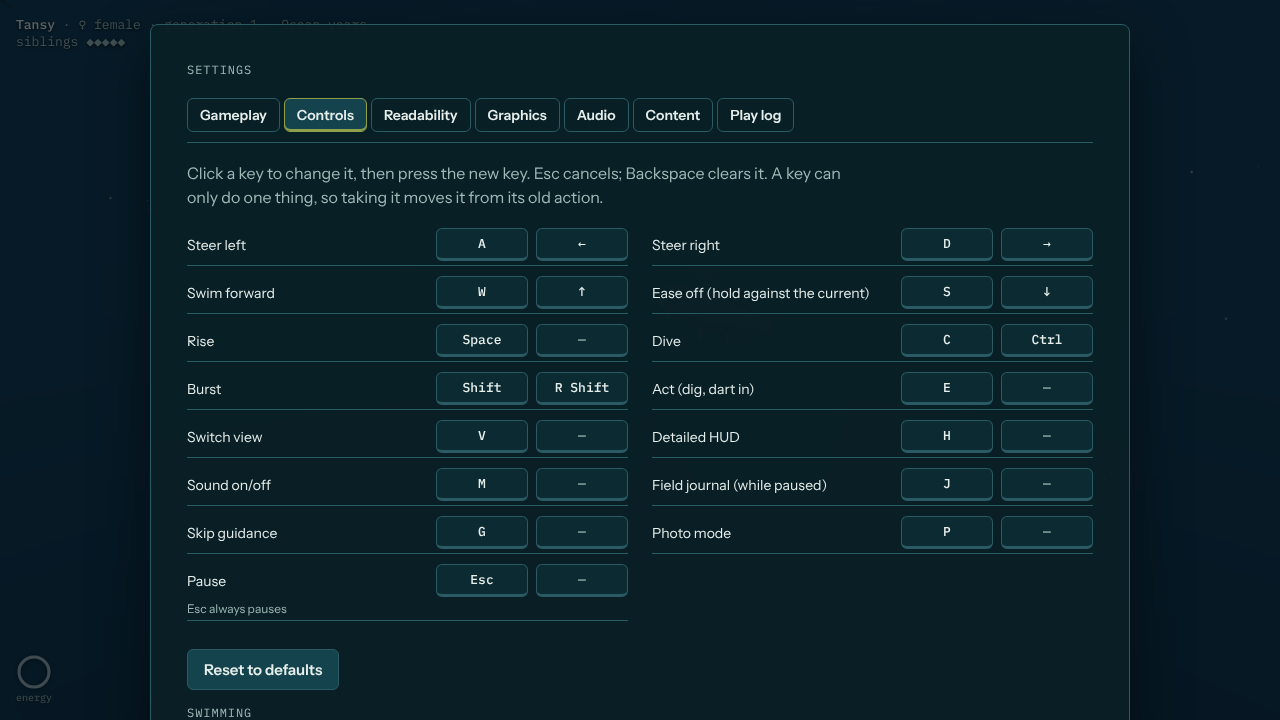 Tansy · ♀ female · generation 1
siblings ◆◆◆◆◆
SETTINGS
Gameplay Controls Readability Graphics Audio Content Play log
Click a key to change it, then press the new key. Esc cancels; Backspace clears it. A key can
only do one thing, so taking it moves it from its old action.
Steer left A ← Steer right D →
Swim forward W ↑ Ease off (hold against the current) S ↓
Rise Space — Dive C Ctrl
Burst Shift R Shift Act (dig, dart in) E —
Switch view V — Detailed HUD H —
Sound on/off M — Field journal (while paused) J —
Skip guidance G — Photo mode P —
Pause Esc —
Esc always pauses
Reset to defaults
SWIMMING
energy